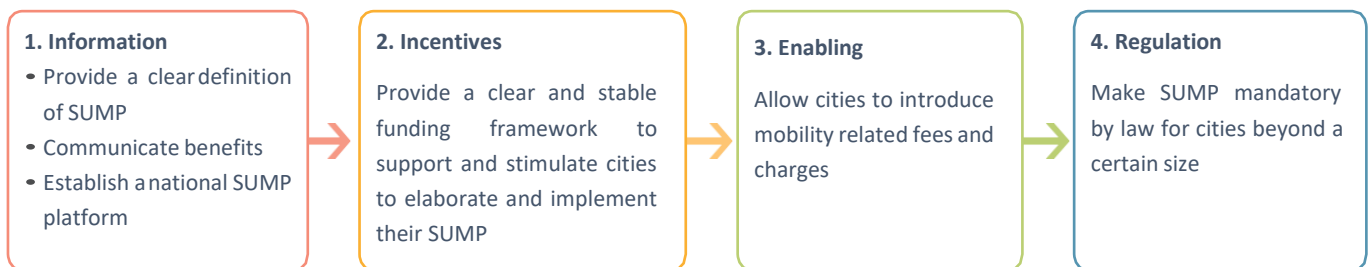 1. Information
• Provide a clear definition
of SUMP
• Communicate benefits
• Establish a national SUMP
platform
2. Incentives
Provide a clear and stable
funding framework to
support and stimulate cities
to elaborate and implement
their SUMP
3. Enabling
Allow cities to introduce
mobility related fees and
charges
4. Regulation
Make SUMP mandatory
by law for cities beyond a
certain size